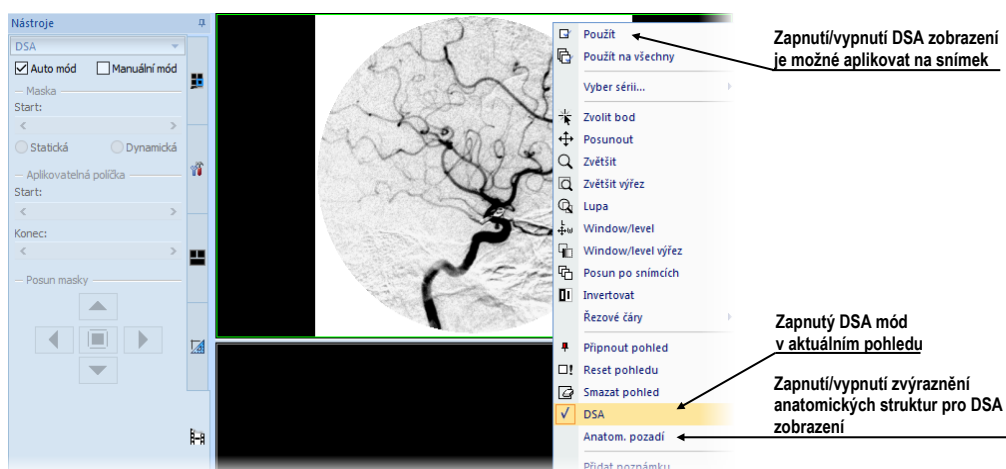 Nástroje
DSA
Auto mód
Manuální mód
Maska
Start:
Statická
Dynamická
Aplikovatelná políčka
Start:
Konec:
Posun masky
Použít
Použít na všechny
Vyber sérii...
Zvolit bod
Posunout
Zvětšit
Zvětšit výřez
Lupa
Window/level
Window/level výřez
Posun po snímcích
Invertovat
Řezové čáry
Připnout pohled
Reset pohledu
Smazat pohled
DSA
Anatom. pozadí
Přidat poznámku
Zapnutí/vypnutí DSA zobrazení
je možné aplikovat na snímek
Zapnutý DSA mód
v aktuálním pohledu
Zapnutí/vypnutí zvýraznění
anatomických struktur pro DSA
zobrazení